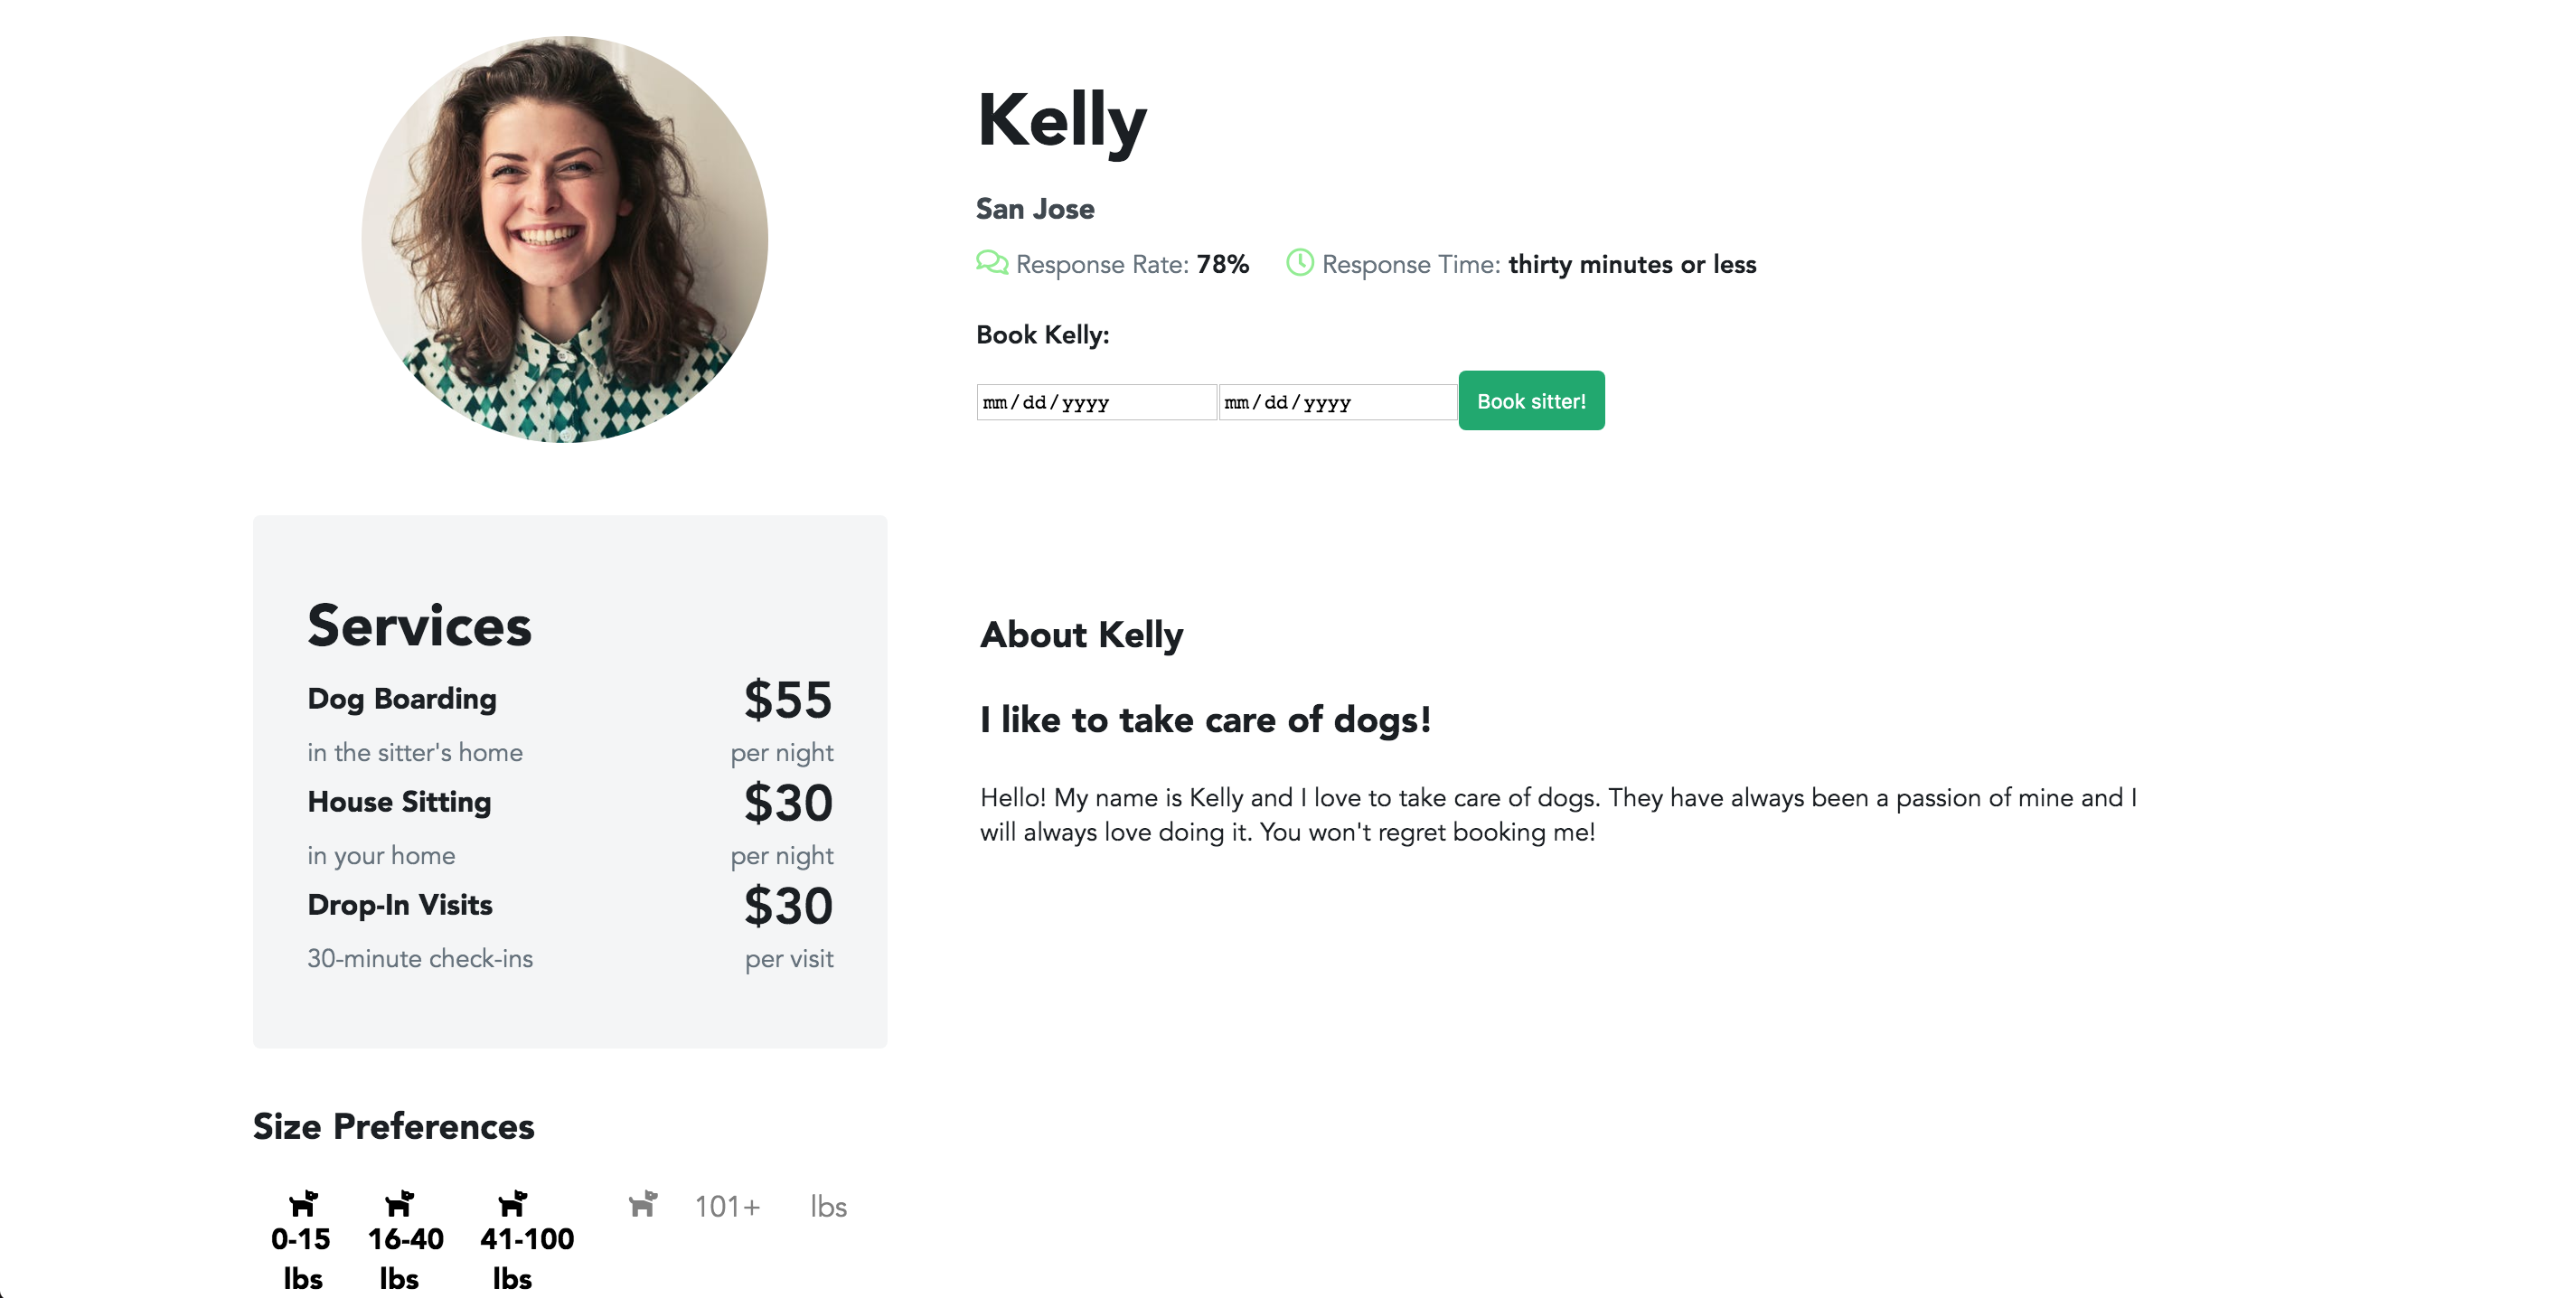 Kelly
San Jose
Response Rate: 78% Response Time: thirty minutes or less
Book Kelly:
mm/dd/yyyy mm/dd/yyyy Book sitter!
Services
Dog Boarding $55
in the sitter's home per night
House Sitting $30
in your home per night
Drop-In Visits $30
30-minute check-ins per visit
About Kelly
I like to take care of dogs!
Hello! My name is Kelly and I love to take care of dogs. They have always been a passion of mine and I
will always love doing it. You won't regret booking me!
Size Preferences
0-15 lbs
16-40 lbs
41-100 lbs
101+ lbs